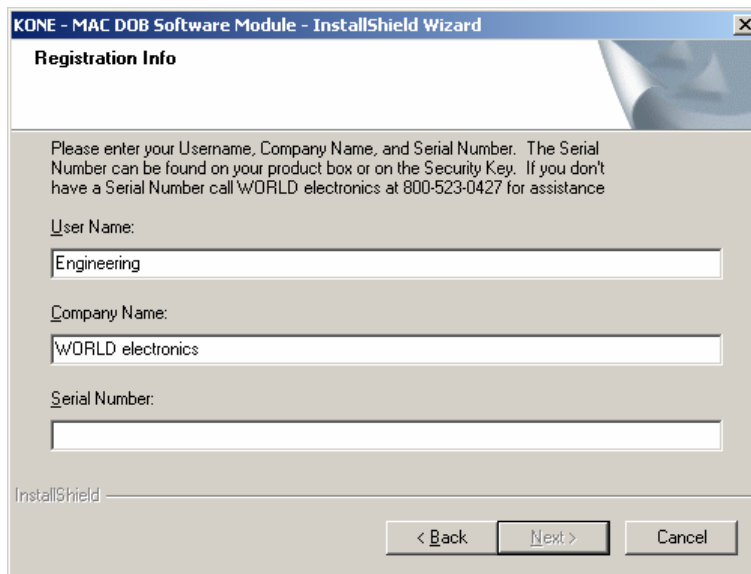 KONE - MAC DOB Software Module - InstallShield Wizard
Registration Info
Please enter your Username, Company Name, and Serial Number. The Serial
Number can be found on your product box or on the Security Key. If you don't
have a Serial Number call WORLD electronics at 800-523-0427 for assistance
User Name:
Engineering
Company Name:
WORLD electronics
Serial Number:
InstallShield
< Back
Next >
Cancel